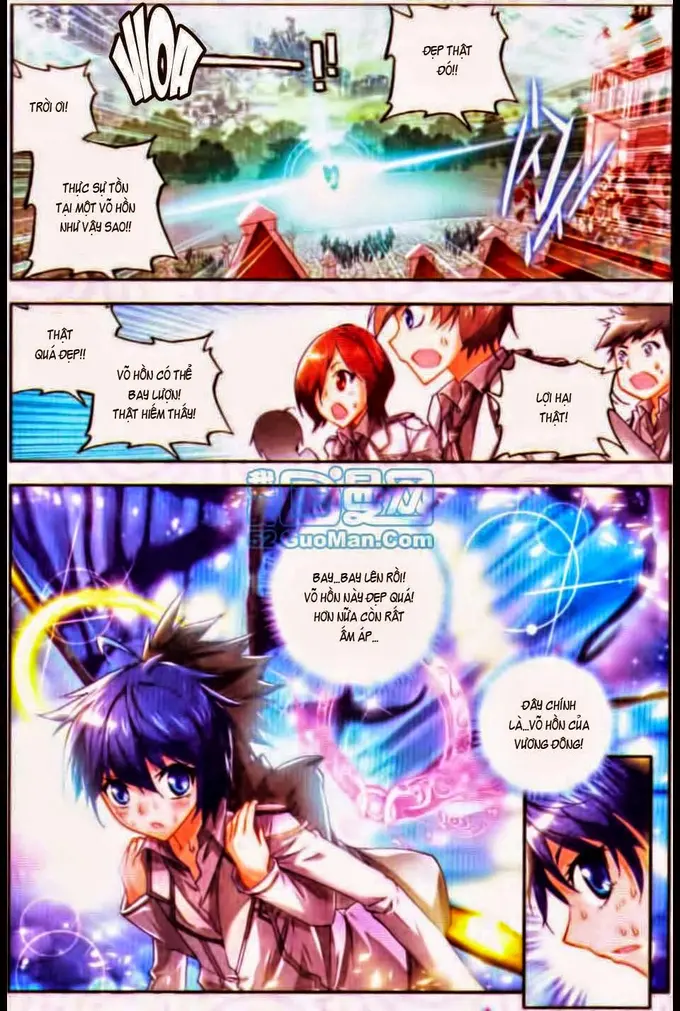 WOA
!!
ĐẸP THẬT
ĐÓ!!
TRỜI ƠI!
THỰC SỰ TỒN
TẠI MỘT VÕ HỒN
NHƯ VẬY SAO!!
THẬT
QUÁ ĐẸP!!
VÕ HỒN CÓ THỂ
BAY LƯỢN!
THẬT HIẾM THẤY!
LỢI HẠI
THẬT!
52GuoMan.Com
BAY...BAY LÊN RỒI!
VÕ HỒN NÀY ĐẸP QUÁ!
HƠN NỮA CÒN RẤT
ẤM ÁP...
ĐÂY CHÍNH
LÀ...VÕ HỒN CỦA
VƯƠNG ĐÔNG!